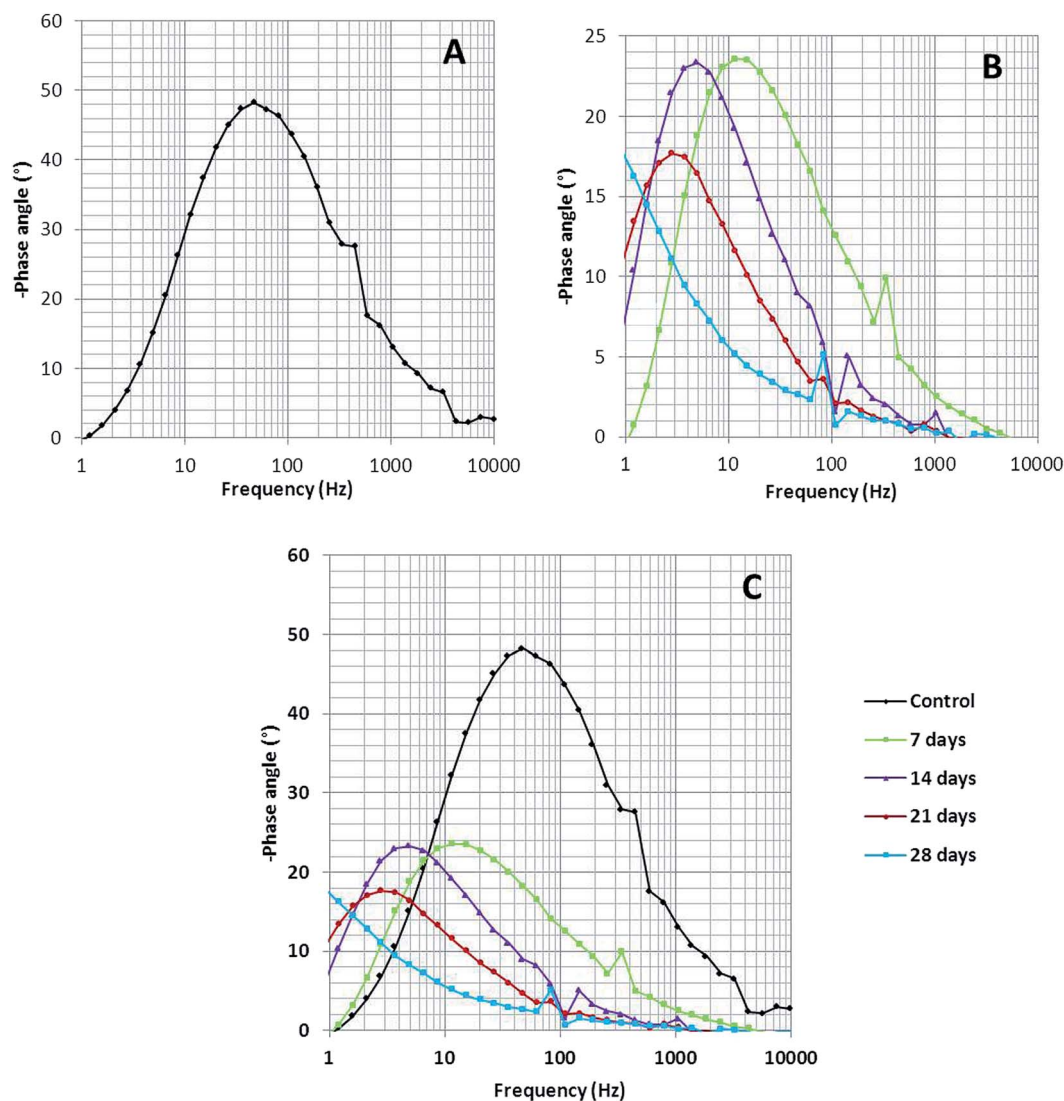 A
-Phase angle (°)
60
50
40
30
20
10
0
1 10 100 1000 10000
Frequency (Hz)
B
-Phase angle (°)
25
20
15
10
5
0
1 10 100 1000 10000
Frequency (Hz)
C
-Phase angle (°)
60
50
40
30
20
10
0
1 10 100 1000 10000
Frequency (Hz)
Control
7 days
14 days
21 days
28 days